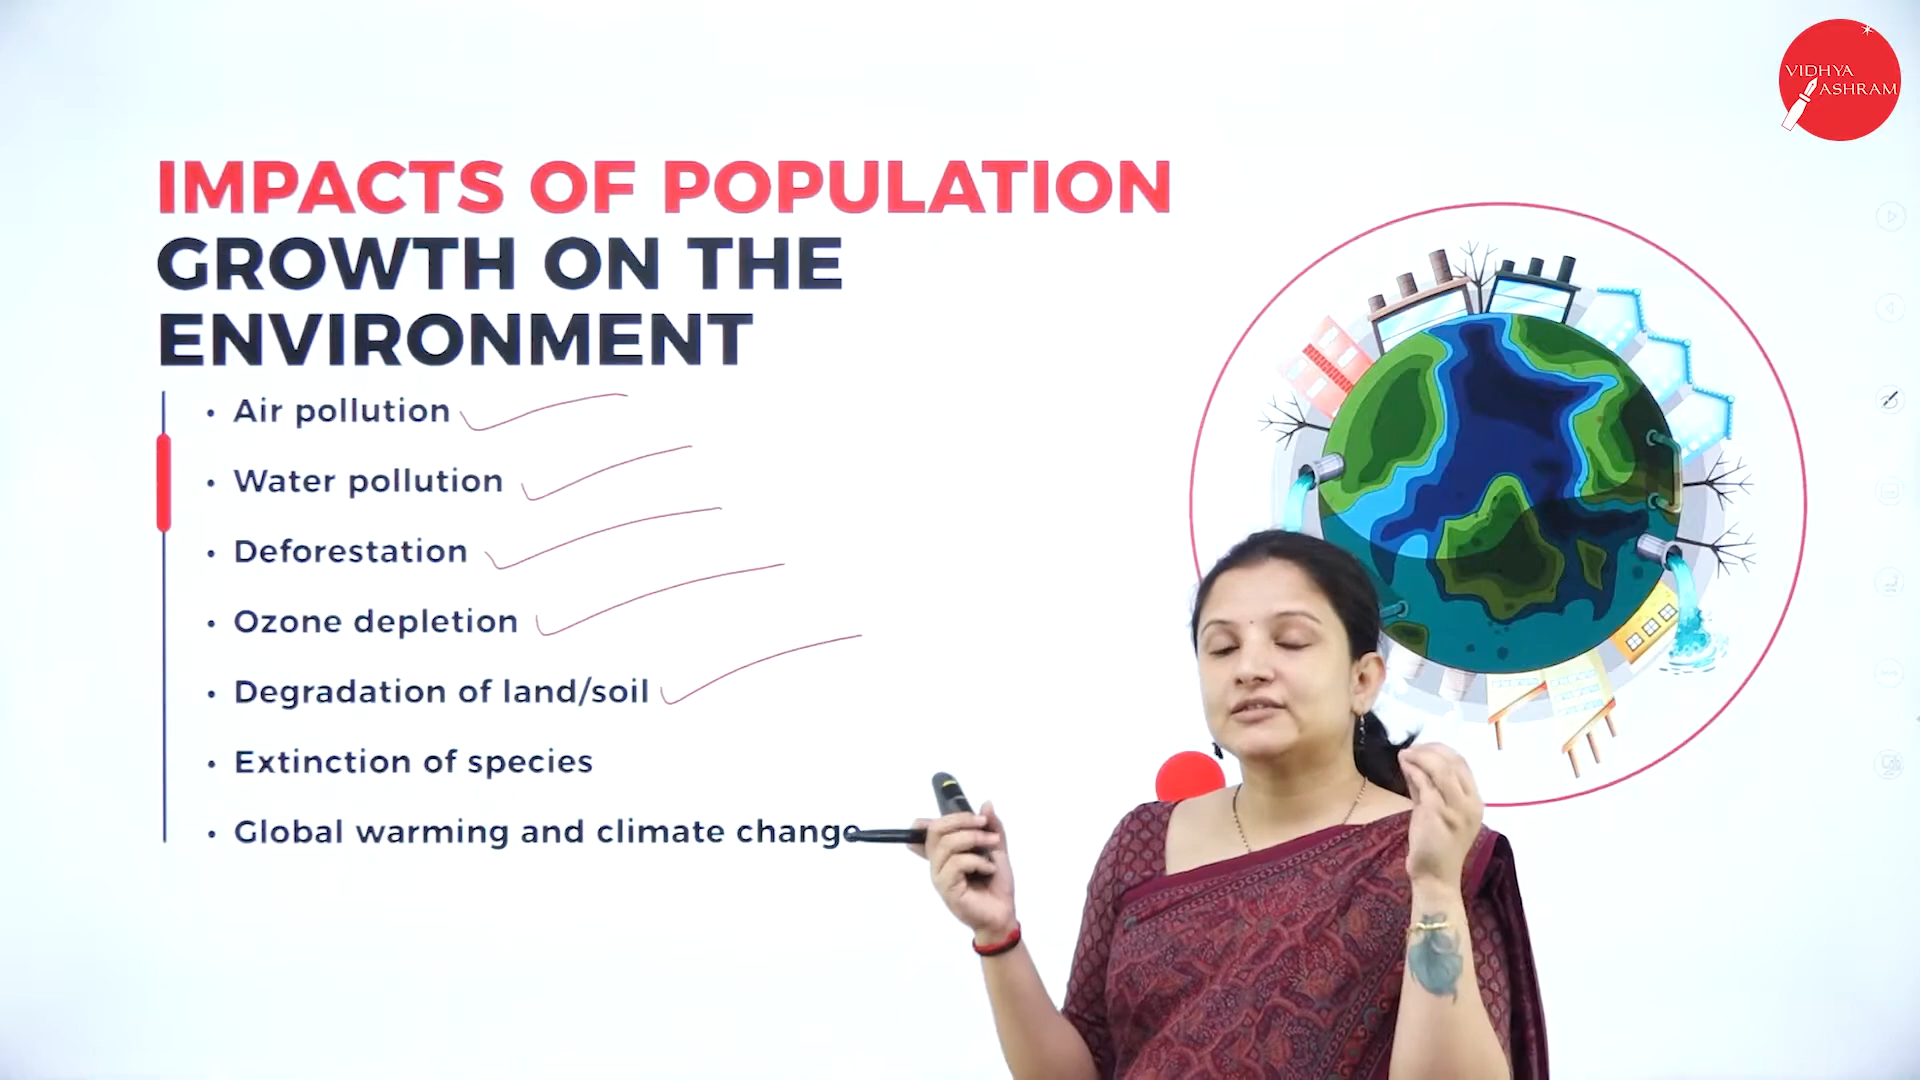 VIDHYA
ASHRAM
IMPACTS OF POPULATION
GROWTH ON THE
ENVIRONMENT
• Air pollution
• Water pollution
• Deforestation
• Ozone depletion
• Degradation of land/soil
• Extinction of species
• Global warming and climate change